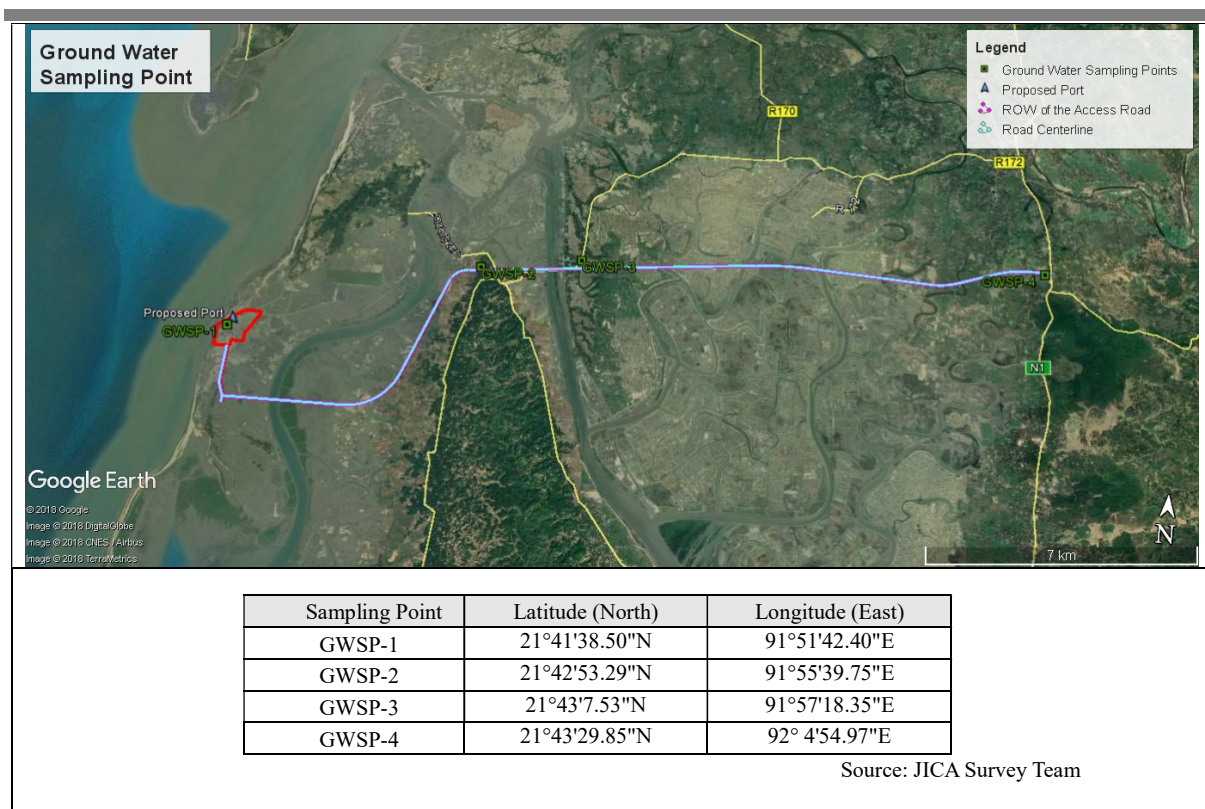 Ground Water
Sampling Point
Legend
Ground Water Sampling Points
Proposed Port
ROW of the Access Road
Road Centerline
R170
R172
GWSP-2
GWSP-3
GWSP-4
Proposed Port
GWSP-1
N1
Google Earth
© 2018 Google
Image © 2018 DigitalGlobe
Image © 2018 CNES / Airbus
Image © 2018 TerraMetrics
N
7 km
Sampling Point Latitude (North) Longitude (East)
GWSP-1 21°41'38.50"N 91°51'42.40"E
GWSP-2 21°42'53.29"N 91°55'39.75"E
GWSP-3 21°43'7.53"N 91°57'18.35"E
GWSP-4 21°43'29.85"N 92° 4'54.97"E
Source: JICA Survey Team